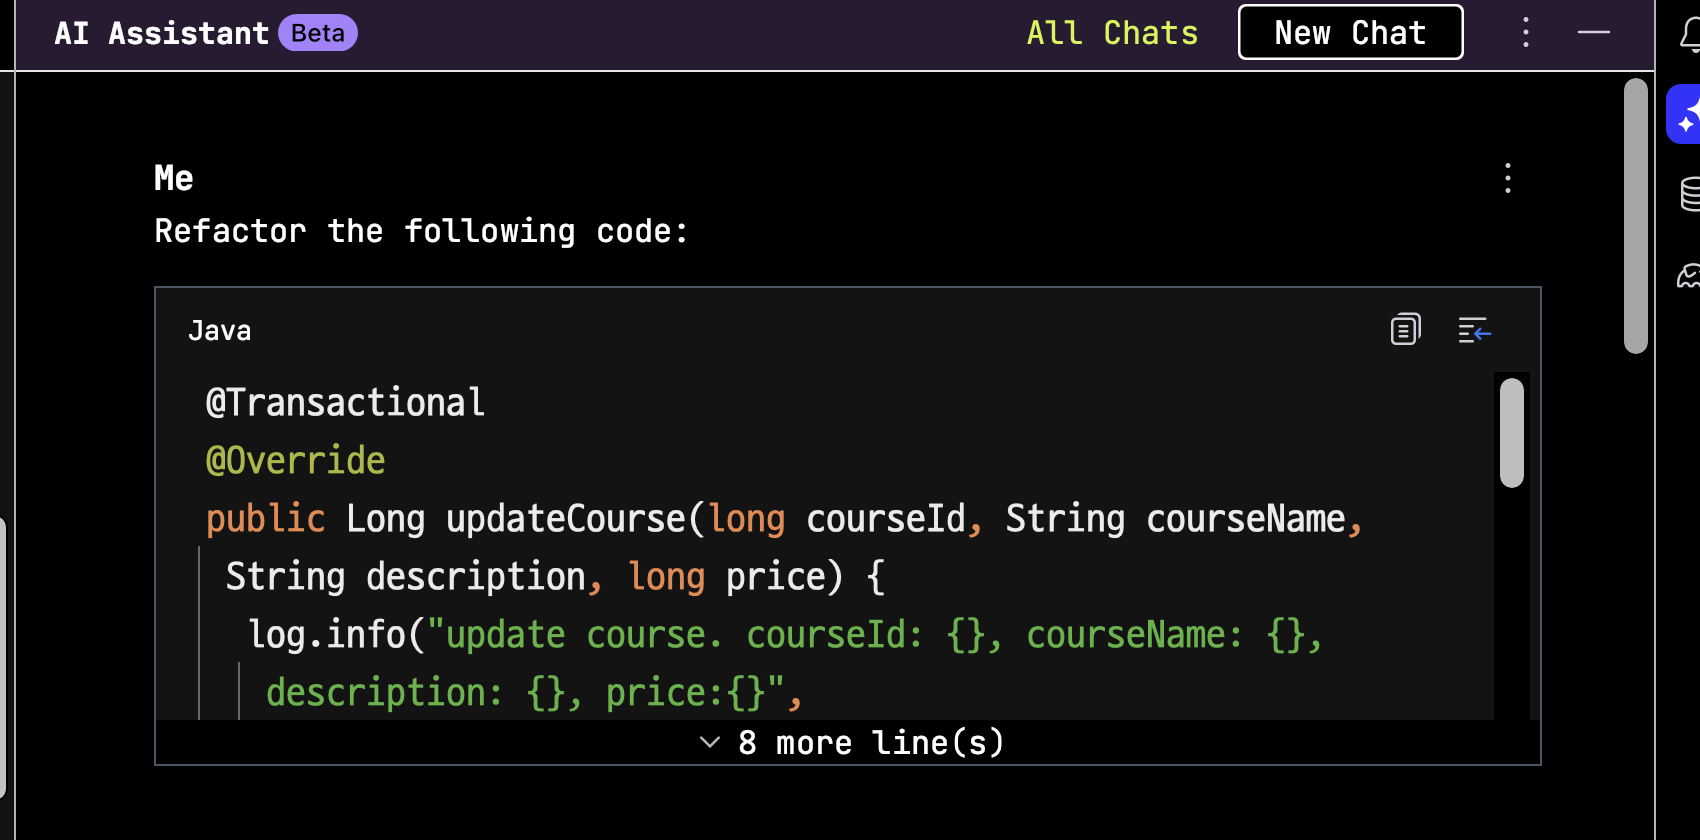 AI Assistant Beta All Chats New Chat
Me
Refactor the following code:
Java
@Transactional
@Override
public Long updateCourse(long courseId, String courseName,
String description, long price) {
log.info("update course. courseId: {}, courseName: {},
description: {}, price:{}",
8 more line(s)